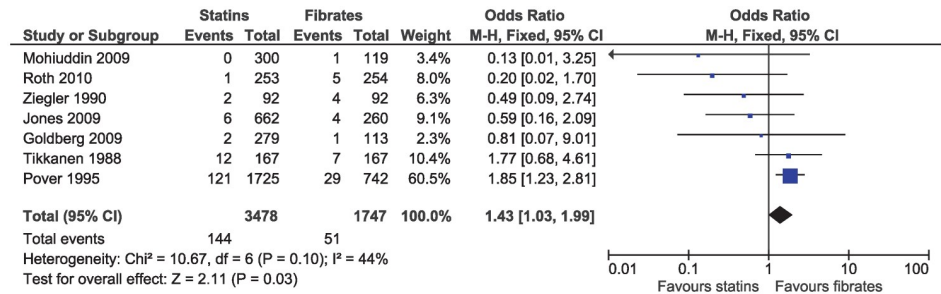 Statins Fibrates Odds Ratio Odds Ratio
Study or Subgroup Events Total Events Total Weight M-H, Fixed, 95% CI M-H, Fixed, 95% CI
Mohiuddin 2009 0 300 1 119 3.4% 0.13 [0.01, 3.25]
Roth 2010 1 253 5 254 8.0% 0.20 [0.02, 1.70]
Ziegler 1990 2 92 4 92 6.3% 0.49 [0.09, 2.74]
Jones 2009 6 662 4 260 9.1% 0.59 [0.16, 2.09]
Goldberg 2009 2 279 1 113 2.3% 0.81 [0.07, 9.01]
Tikkanen 1988 12 167 7 167 10.4% 1.77 [0.68, 4.61]
Pover 1995 121 1725 29 742 60.5% 1.85 [1.23, 2.81]
Total (95% CI) 3478 1747 100.0% 1.43 [1.03, 1.99]
Total events 144 51
Heterogeneity: Chi² = 10.67, df = 6 (P = 0.10); I² = 44%
Test for overall effect: Z = 2.11 (P = 0.03)
0.01 0.1 1 10 100
Favours statins Favours fibrates